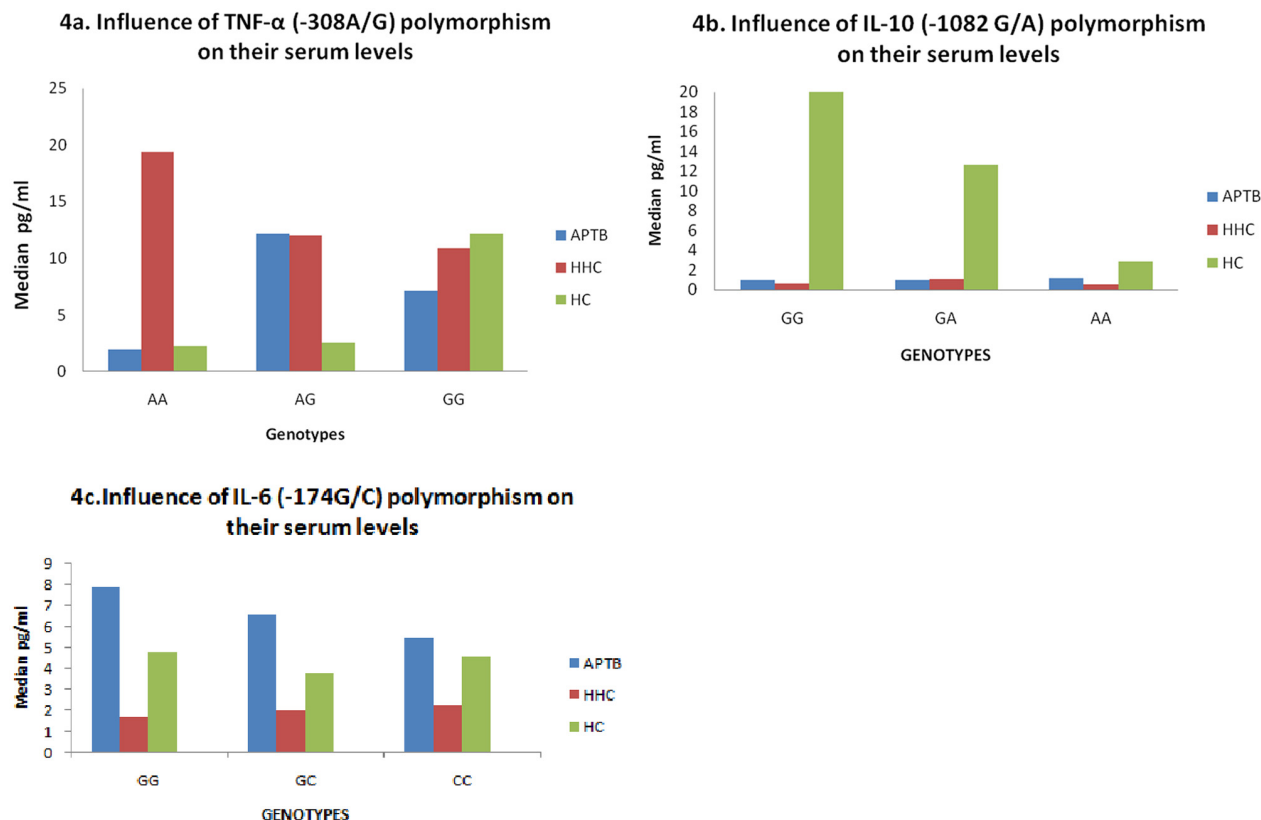 4a. Influence of TNF-α (-308A/G) polymorphism
on their serum levels
25
20
15
10
5
0
Median pg/ml
AA
AG
GG
Genotypes
APTB
HHC
HC
4b. Influence of IL-10 (-1082 G/A) polymorphism
on their serum levels
20
18
16
14
12
10
8
6
4
2
0
Median pg/ml
GG
GA
AA
GENOTYPES
APTB
HHC
HC
4c.Influence of IL-6 (-174G/C) polymorphism on
their serum levels
9
8
7
6
5
4
3
2
1
0
Median pg/ml
GG
GC
CC
GENOTYPES
APTB
HHC
HC